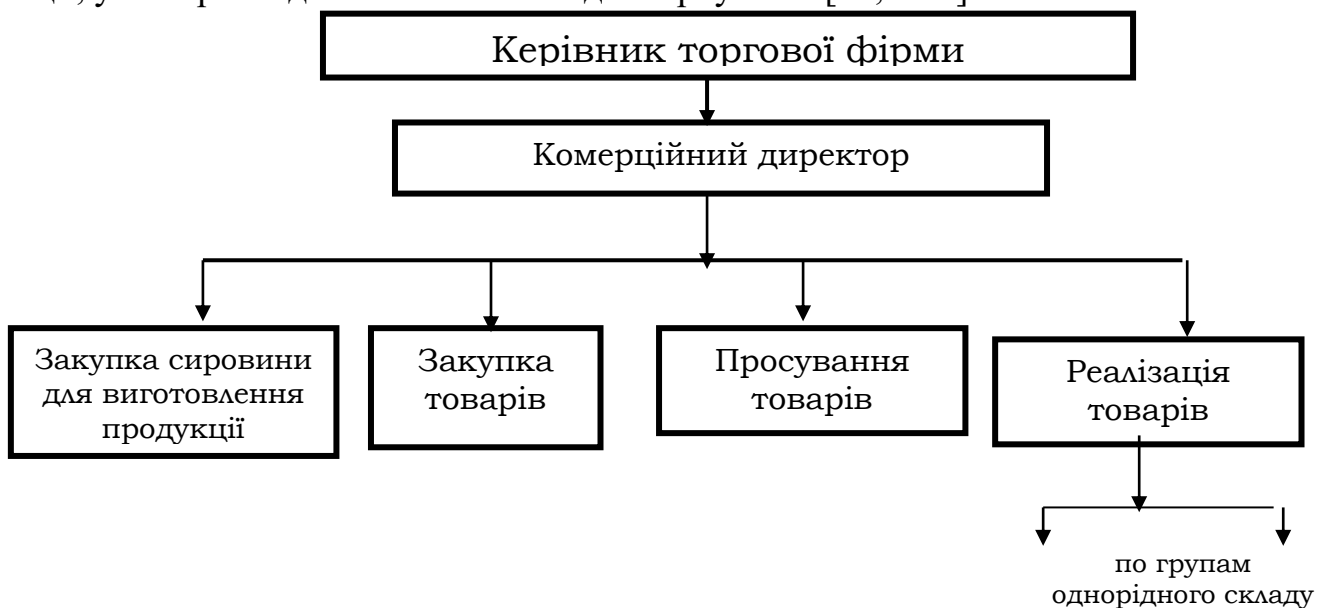 Керівник торгової фірми
Комерційний директор
Закупка сировини
для виготовлення
продукції
Закупка
товарів
Просування
товарів
Реалізація
товарів
по групам
однорідного складу